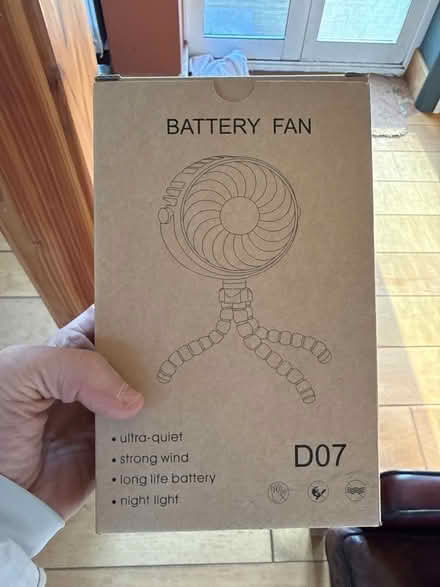 BATTERY FAN
• ultra-quiet
• strong wind
• long life battery
• night light
D07